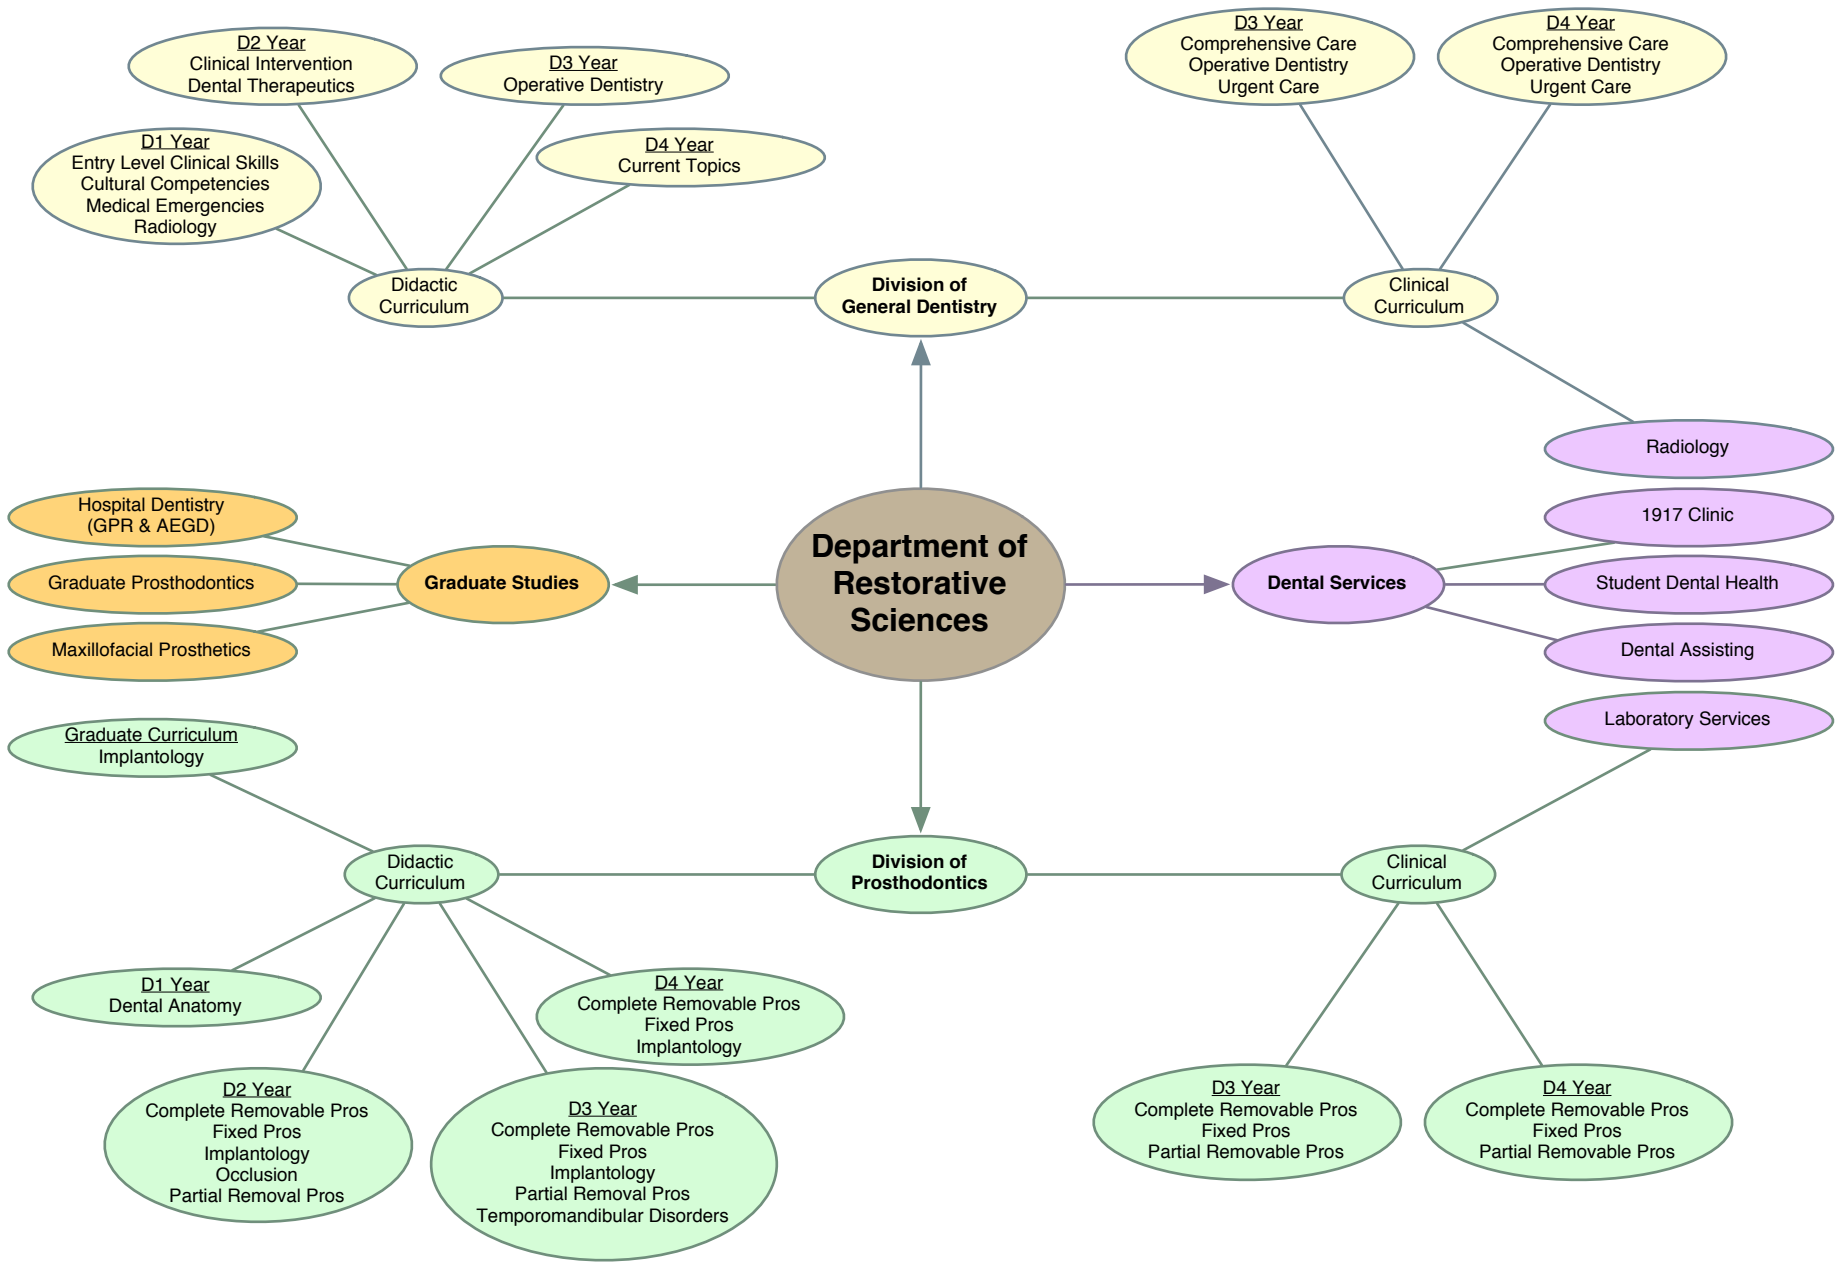 D2 Year
Clinical Intervention
Dental Therapeutics
D3 Year
Operative Dentistry
D1 Year
Entry Level Clinical Skills
Cultural Competencies
Medical Emergencies
Radiology
D4 Year
Current Topics
D3 Year
Comprehensive Care
Operative Dentistry
Urgent Care
D4 Year
Comprehensive Care
Operative Dentistry
Urgent Care
Didactic
Curriculum
Division of
General Dentistry
Clinical
Curriculum
Radiology
Hospital Dentistry
(GPR & AEGD)
Graduate Prosthodontics
Maxillofacial Prosthetics
Graduate Studies
Department of
Restorative
Sciences
Dental Services
1917 Clinic
Student Dental Health
Dental Assisting
Laboratory Services
Graduate Curriculum
Implantology
Didactic
Curriculum
Division of
Prosthodontics
Clinical
Curriculum
D1 Year
Dental Anatomy
D4 Year
Complete Removable Pros
Fixed Pros
Implantology
D2 Year
Complete Removable Pros
Fixed Pros
Implantology
Occlusion
Partial Removal Pros
D3 Year
Complete Removable Pros
Fixed Pros
Implantology
Partial Removal Pros
Temporomandibular Disorders
D3 Year
Complete Removable Pros
Fixed Pros
Partial Removable Pros
D4 Year
Complete Removable Pros
Fixed Pros
Partial Removable Pros